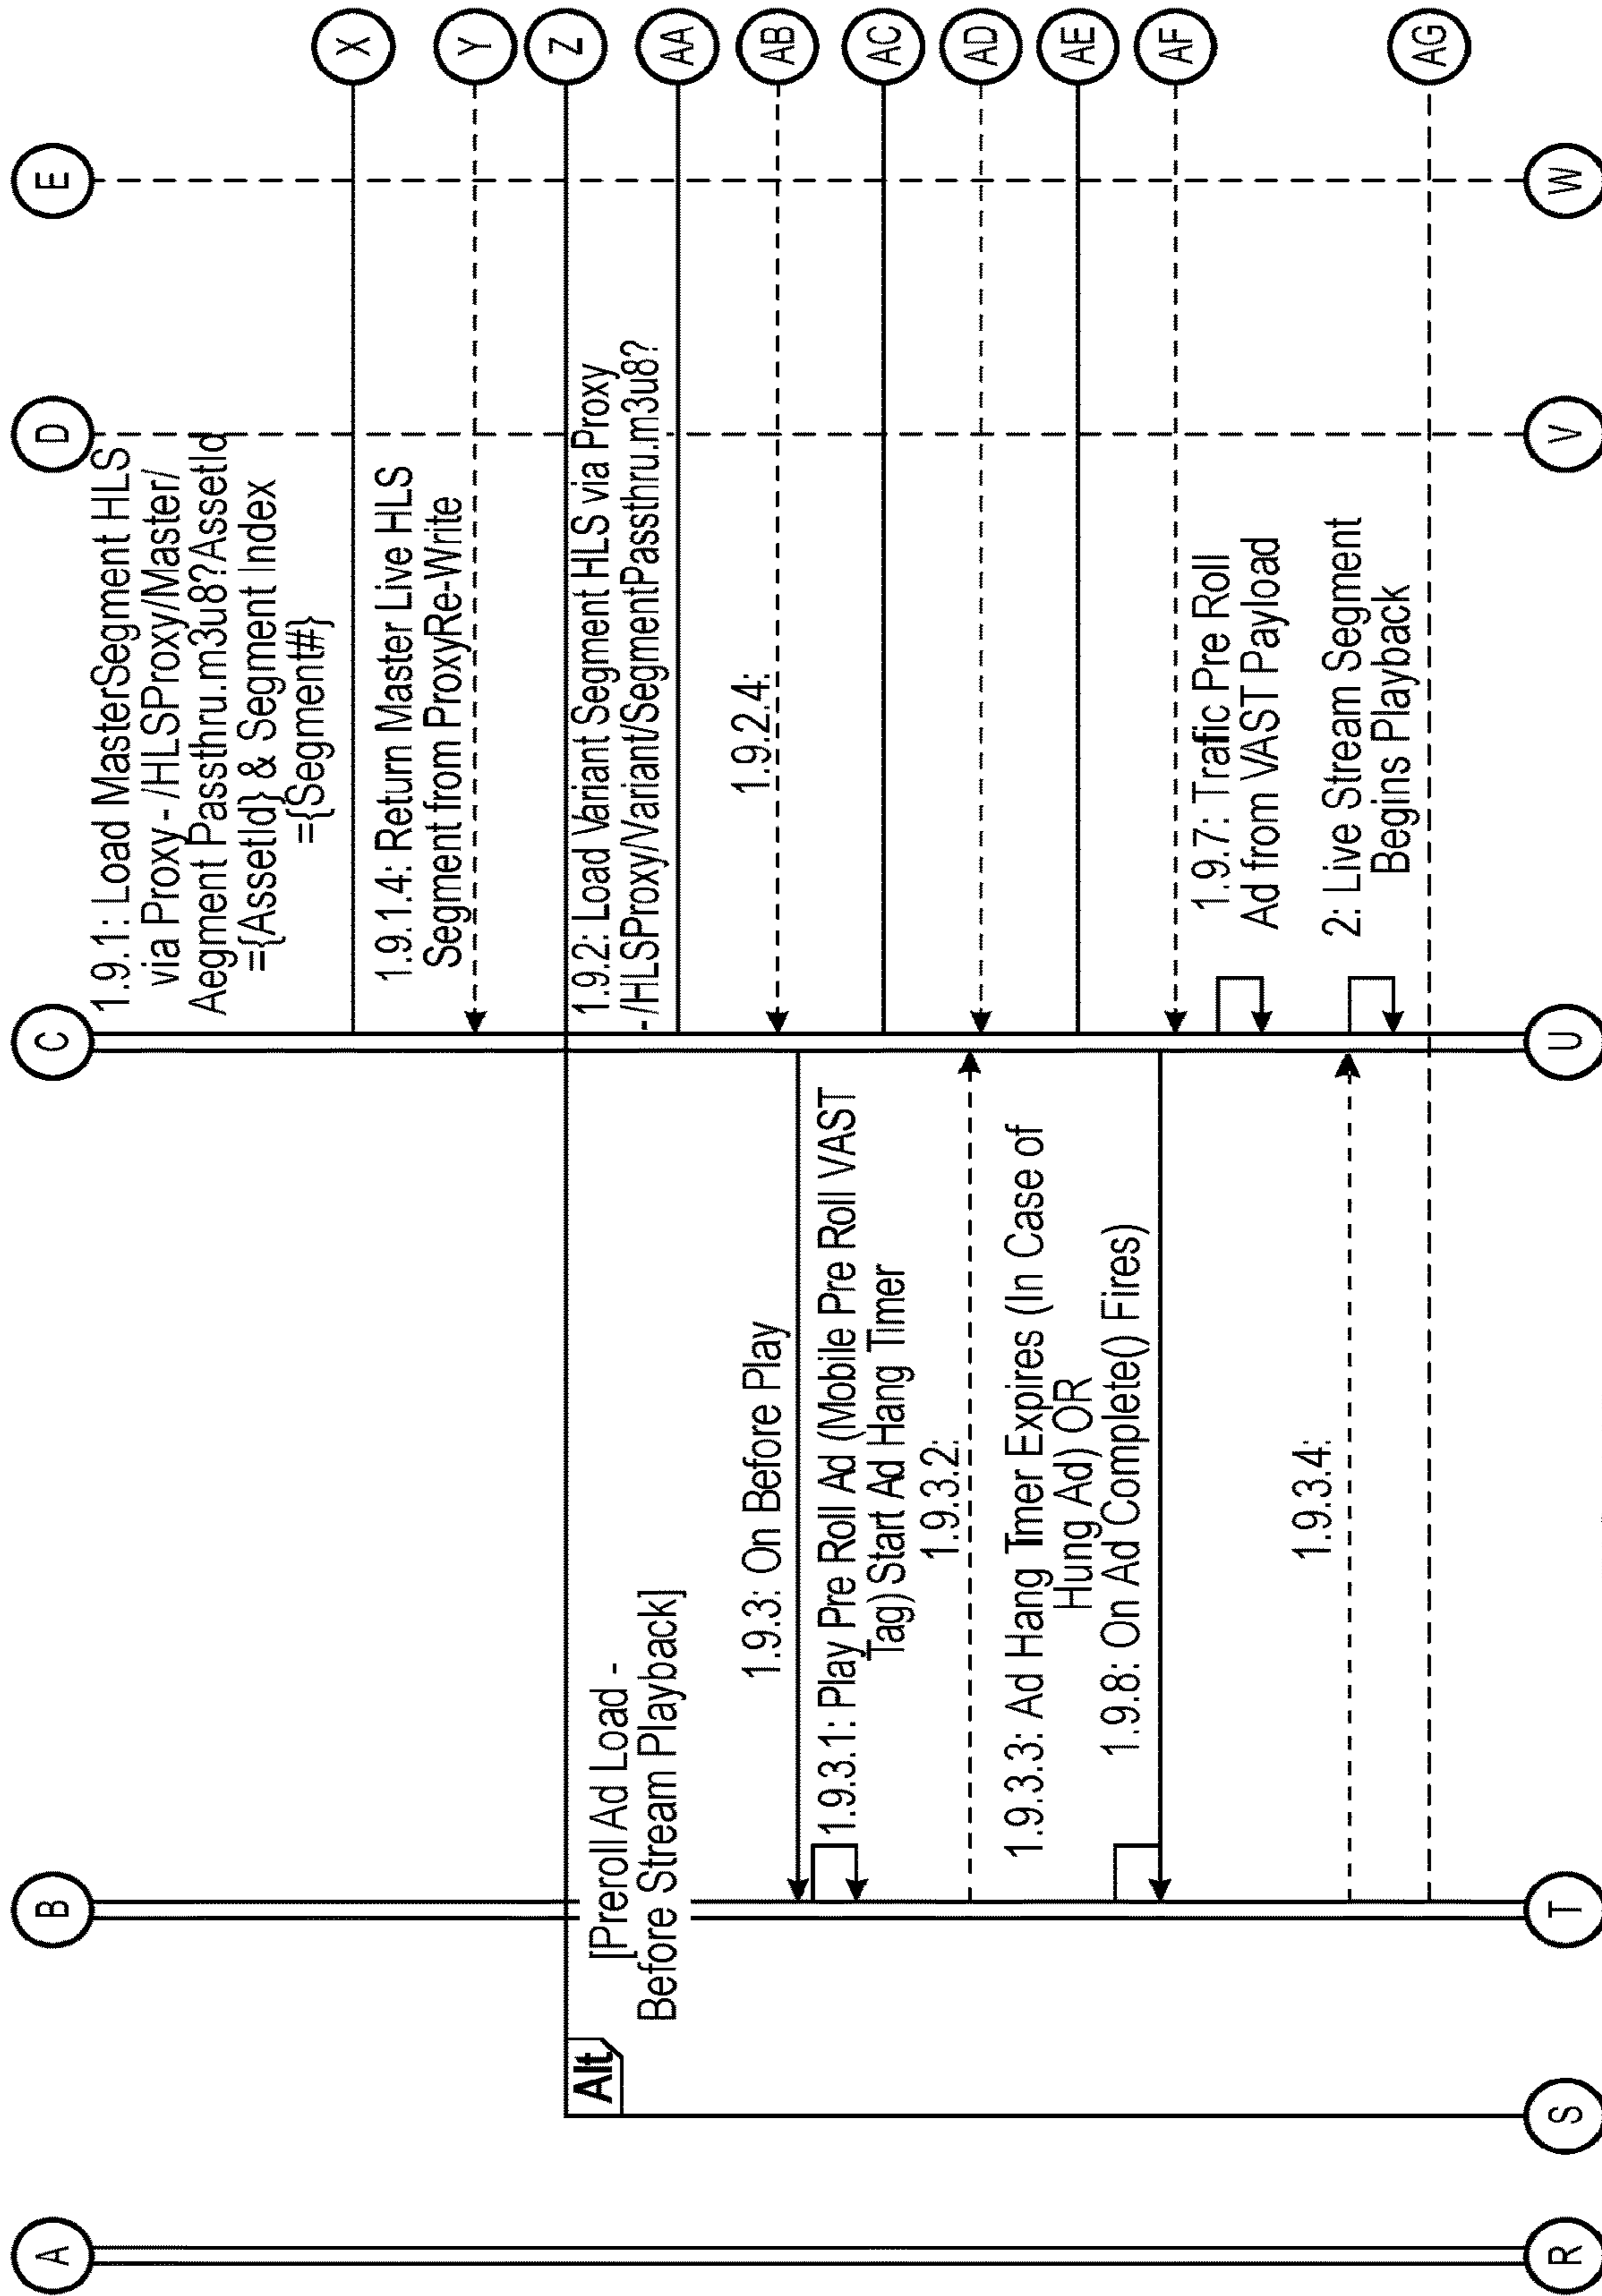 A
B
C
D
E
1.9.1: Load MasterSegment HLS
via Proxy - /HLSProxy/Master/
Aegment Passthru.m3u8?AssetId
={AssetId} & Segment Index
={Segment#}
X
1.9.1.4: Return Master Live HLS
Segment from ProxyRe-Write
Y
Z
Alt
[Preroll Ad Load -
Before Stream Playback]
1.9.2: Load Variant Segment HLS via Proxy
- /HLSProxy/Variant/SegmentPassthru.m3u8?
AA
1.9.3: On Before Play
1.9.2.4:
AB
1.9.3.1: Play Pre Roll Ad (Mobile Pre Roll VAST
Tag) Start Ad Hang Timer
AC
1.9.3.2:
AD
1.9.3.3: Ad Hang Timer Expires (In Case of
Hung Ad) OR
1.9.8: On Ad Complete() Fires)
AE
AF
1.9.7: Trafic Pre Roll
Ad from VAST Payload
1.9.3.4:
2: Live Stream Segment
Begins Playback
AG
R
S
T
U
V
W